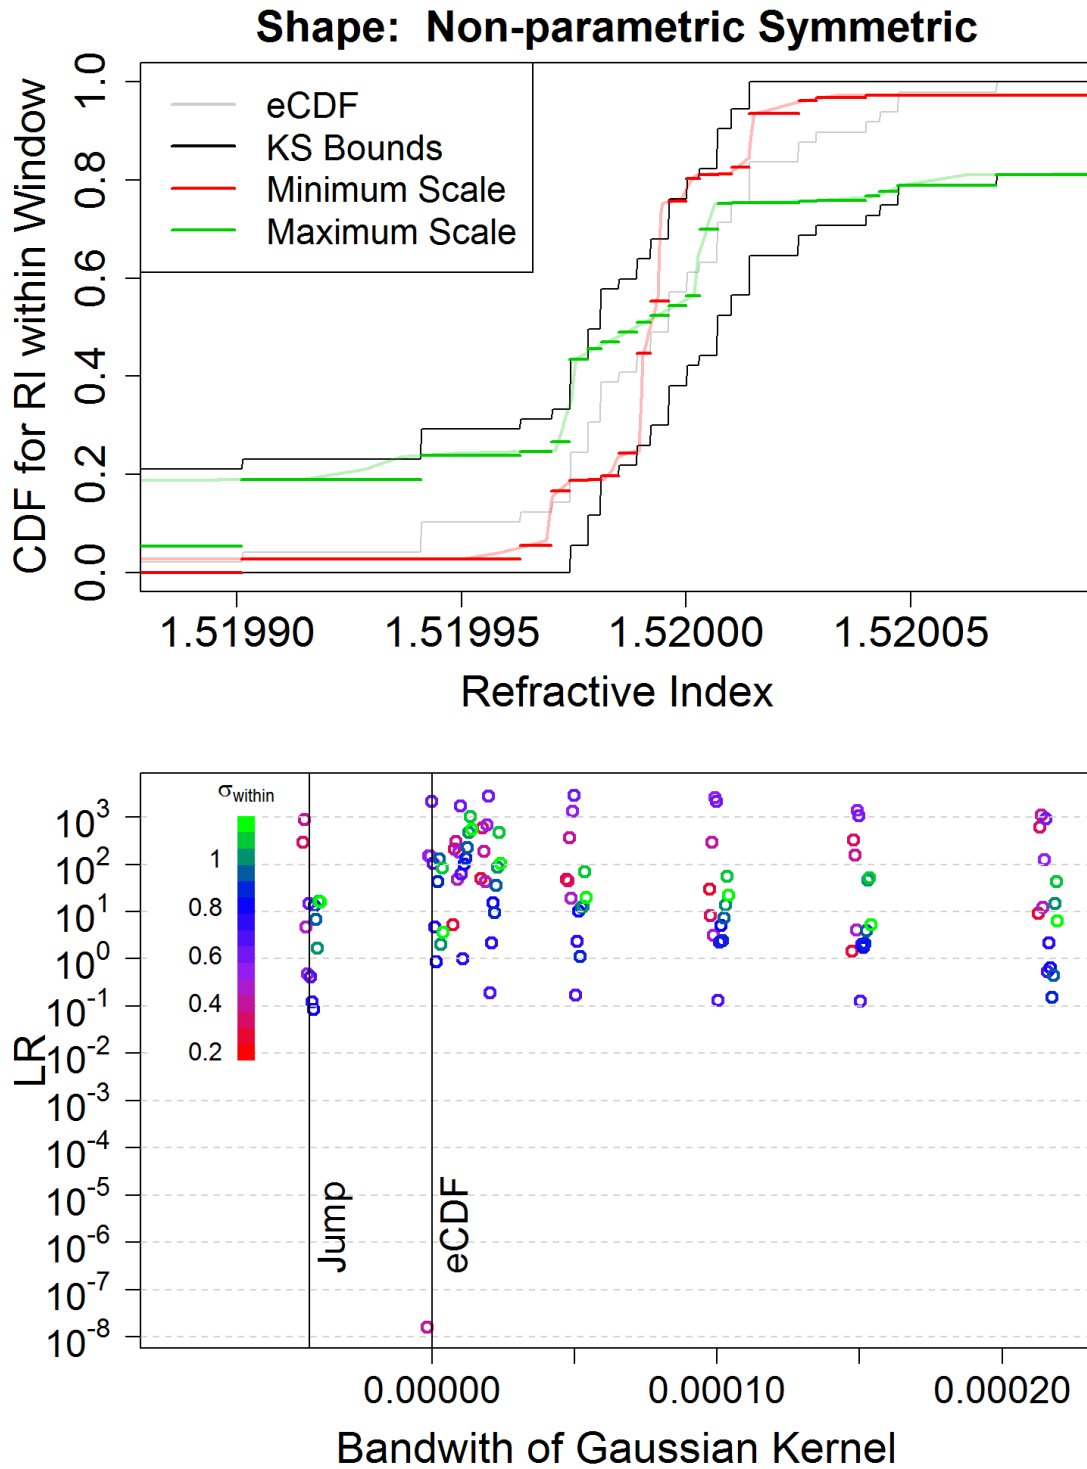 Shape:  Non-parametric Symmetric
CDF for RI within Window
1.0
0.8
0.6
0.4
0.2
0.0
eCDF
KS Bounds
Minimum Scale
Maximum Scale
1.51990
1.51995
1.52000
1.52005
Refractive Index
LR
10^3
10^2
10^1
10^0
10^-1
10^-2
10^-3
10^-4
10^-5
10^-6
10^-7
10^-8
σwithin
1
0.8
0.6
0.4
0.2
Jump
eCDF
0.00000
0.00010
0.00020
Bandwith of Gaussian Kernel